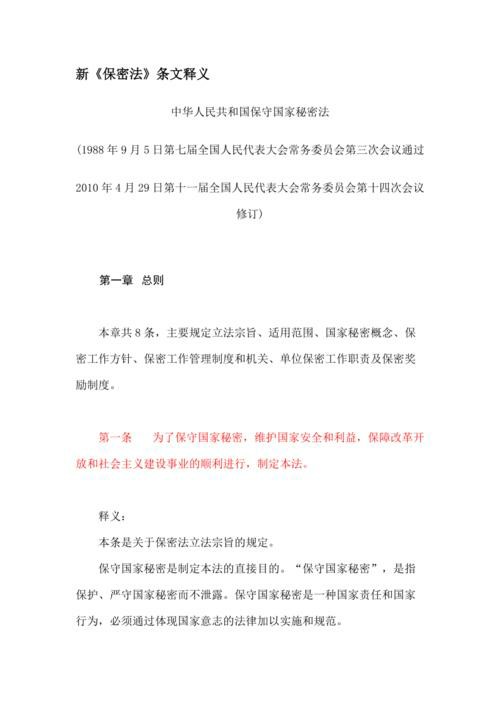 新《保密法》条文释义
中华人民共和国保守国家秘密法
(1988 年 9 月 5 日第七届全国人民代表大会常务委员会第三次会议通过
2010 年 4 月 29 日第十一届全国人民代表大会常务委员会第十四次会议
修订)
第一章 总则
本章共 8 条，主要规定立法宗旨、适用范围、国家秘密概念、保
密工作方针、保密工作管理制度和机关、单位保密工作职责及保密奖
励制度。
第一条 为了保守国家秘密，维护国家安全和利益，保障改革开
放和社会主义建设事业的顺利进行，制定本法。
释义：
本条是关于保密法立法宗旨的规定。
保守国家秘密是制定本法的直接目的。“保守国家秘密”，是指
保护、严守国家秘密而不泄露。保守国家秘密是一种国家责任和国家
行为，必须通过体现国家意志的法律加以实施和规范。